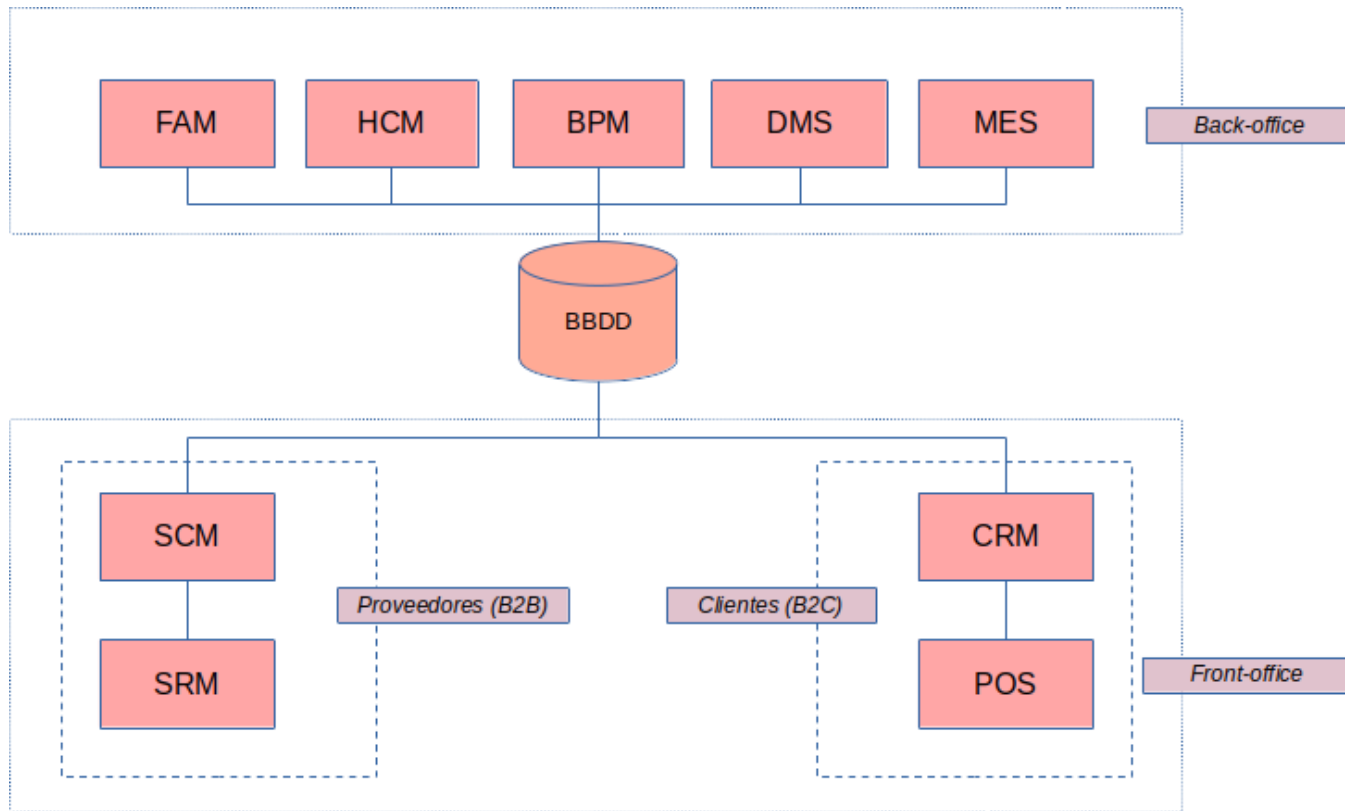 FAM
HCM
BPM
DMS
MES
Back-office
BBDD
SCM
CRM
Proveedores (B2B)
Clientes (B2C)
SRM
POS
Front-office